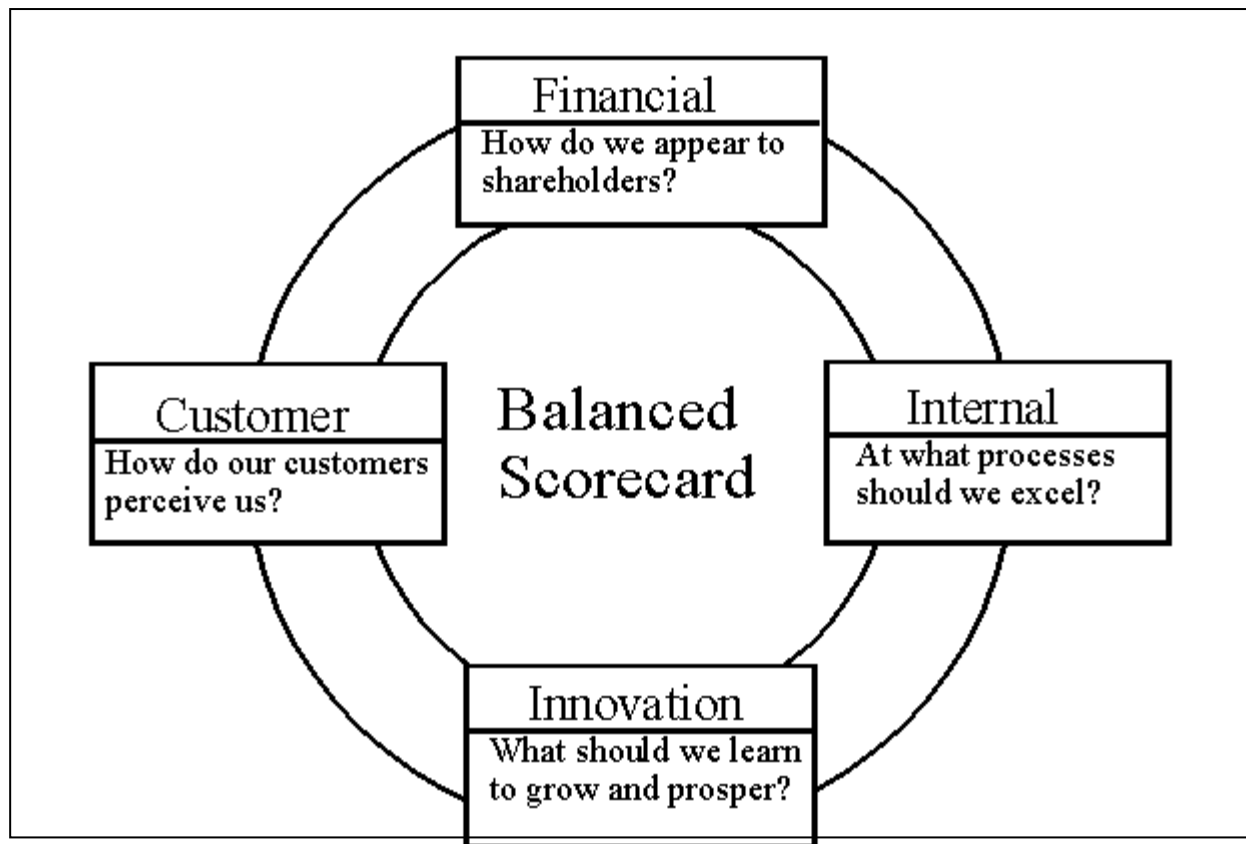 Financial
How do we appear to
shareholders?
Customer
How do our customers
perceive us?
Balanced
Scorecard
Internal
At what processes
should we excel?
Innovation
What should we learn
to grow and prosper?